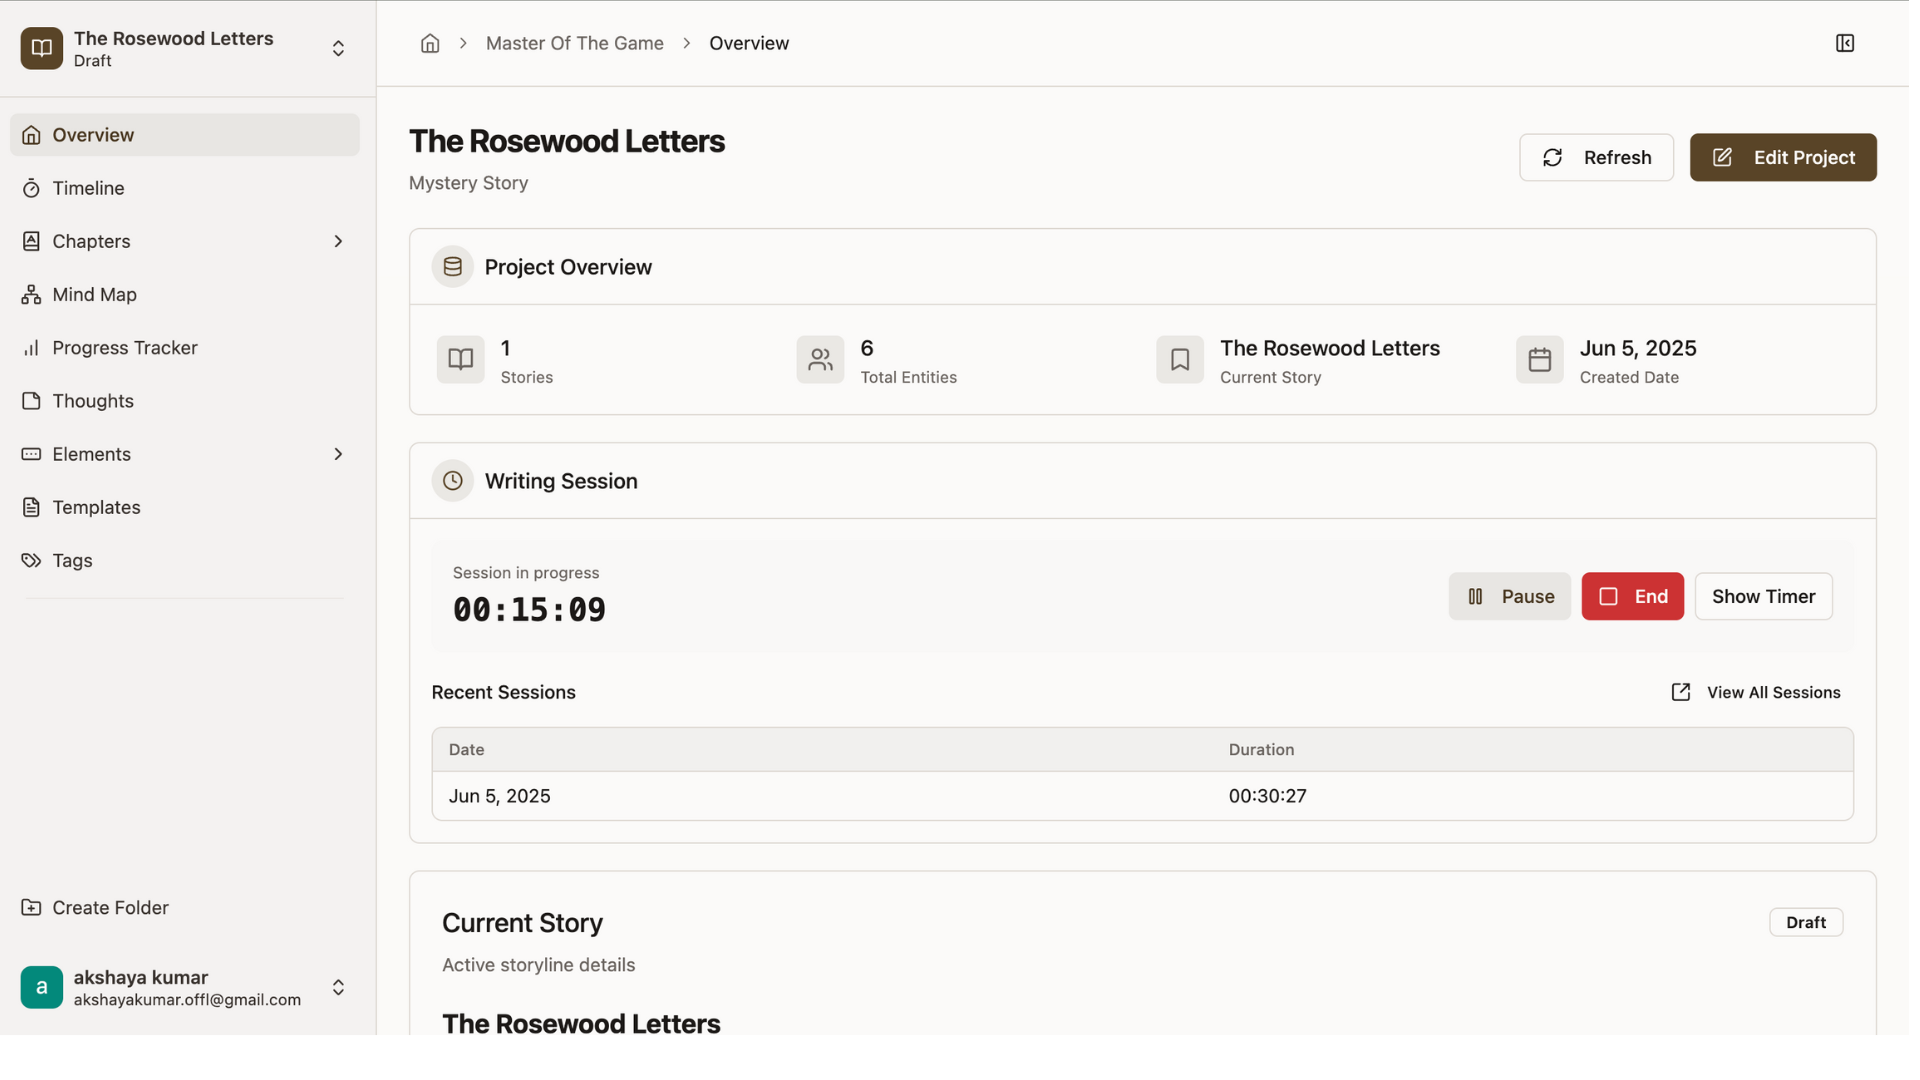 The Rosewood Letters
Draft
Overview
Timeline
Chapters
Mind Map
Progress Tracker
Thoughts
Elements
Templates
Tags
Create Folder
a
akshaya kumar
akshayakumar.offl@gmail.com
Master Of The Game
Overview
The Rosewood Letters
Mystery Story
Refresh
Edit Project
Project Overview
1
Stories
6
Total Entities
The Rosewood Letters
Current Story
Jun 5, 2025
Created Date
Writing Session
Session in progress
00:15:09
Pause
End
Show Timer
Recent Sessions
View All Sessions
Date Duration
Jun 5, 2025 00:30:27
Current Story
Draft
Active storyline details
The Rosewood Letters